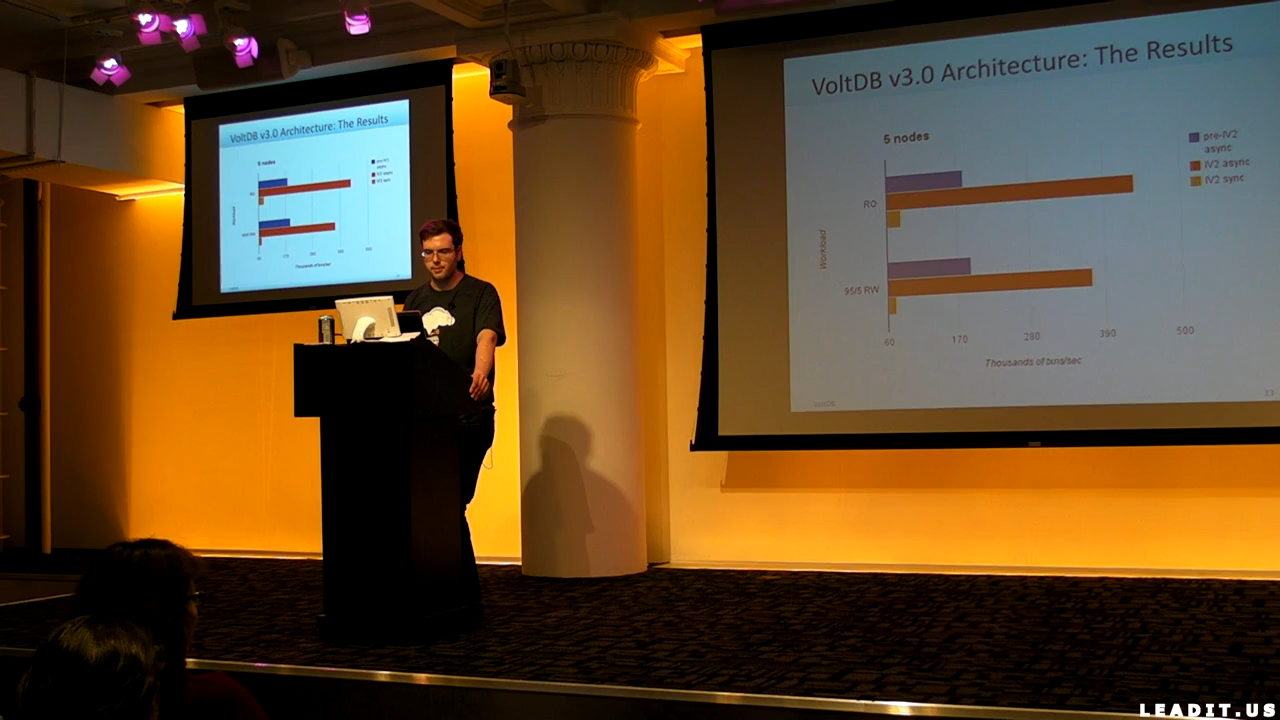 VoltDB v3.0 Architecture: The Results
5 nodes
RO
95/5 RW
Workload
60 170 280 390 500
Thousands of txns/sec
pre-IV2
async
IV2 async
IV2 sync
VoltDB
23
VoltDB v3.0 Architecture: The Results
5 nodes
LEADIT.US